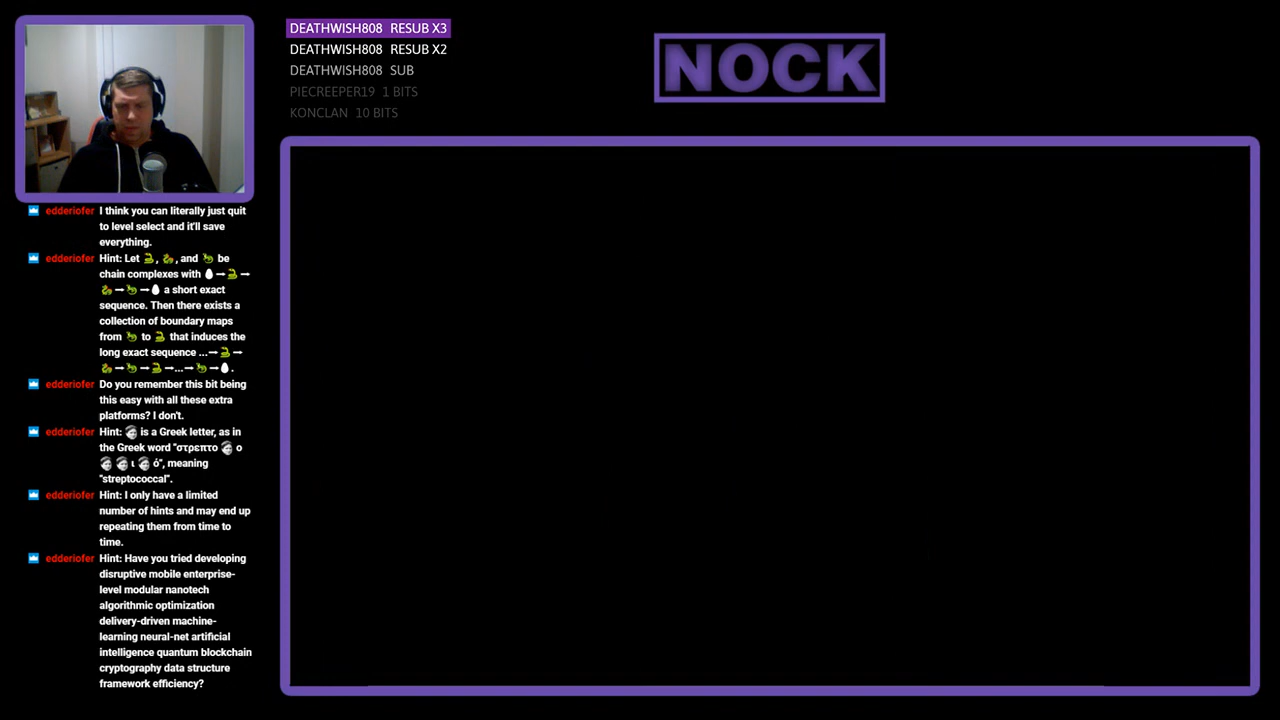 DEATHWISH808 RESUB X3
DEATHWISH808 RESUB X2
DEATHWISH808 SUB
PIECREEPER19 1 BITS
KONCLAN 10 BITS
NOCK
edderiofer I think you can literally just quit
to level select and it'll save
everything.
edderiofer Hint: Let 🐍, 🐉, and 🦎 be
chain complexes with 🥚→🐍→
🐉→🦎→🥚 a short exact
sequence. Then there exists a
collection of boundary maps
from 🦎 to 🐍 that induces the
long exact sequence ...→🐍→
🐉→🦎→🐍→...→🦎→🥚.
edderiofer Do you remember this bit being
this easy with all these extra
platforms? I don't.
edderiofer Hint: is a Greek letter, as in
the Greek word "στρεπτο ο
ι ό", meaning
"streptococcal".
edderiofer Hint: I only have a limited
number of hints and may end up
repeating them from time to
time.
edderiofer Hint: Have you tried developing
disruptive mobile enterprise-
level modular nanotech
algorithmic optimization
delivery-driven machine-
learning neural-net artificial
intelligence quantum blockchain
cryptography data structure
framework efficiency?